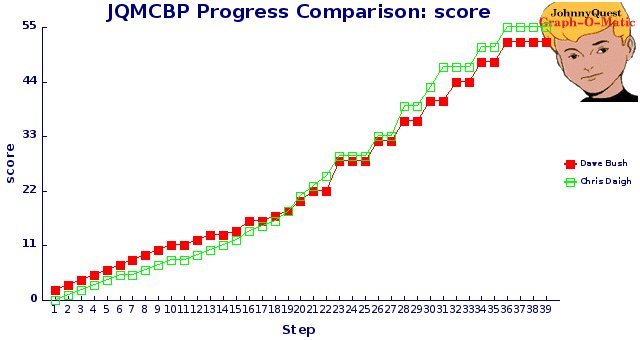 JQMCBP Progress Comparison: score
JohnnyQuest
Graph-O-Matic
55
44
33
22
11
0
score
1 2 3 4 5 6 7 8 9 10 11 12 13 14 15 16 17 18 19 20 21 22 23 24 25 26 27 28 29 30 31 32 33 34 35 36 37 38 39
Step
Dave Bush
Chris Daigh